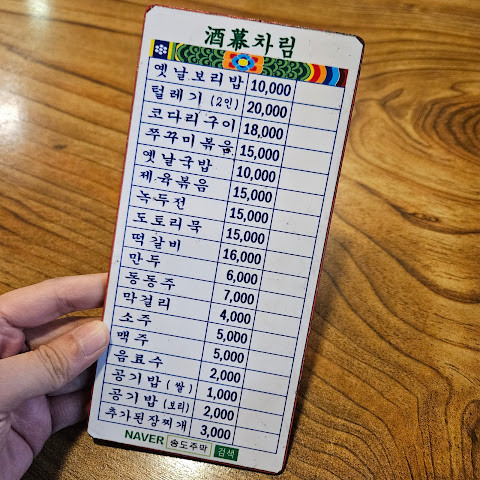 酒幕차림
옛날보리밥 10,000
털레기(2인) 20,000
코다리구이 18,000
쭈꾸미볶음 15,000
옛날국밥 10,000
제육볶음 15,000
녹두전 15,000
도토리묵 15,000
떡갈비 16,000
만두 6,000
동동주 7,000
막걸리 4,000
소주 5,000
맥주 5,000
음료수 2,000
공기밥(쌀) 1,000
공기밥(보리) 2,000
추가된장찌개 3,000
NAVER 송도주막 검색